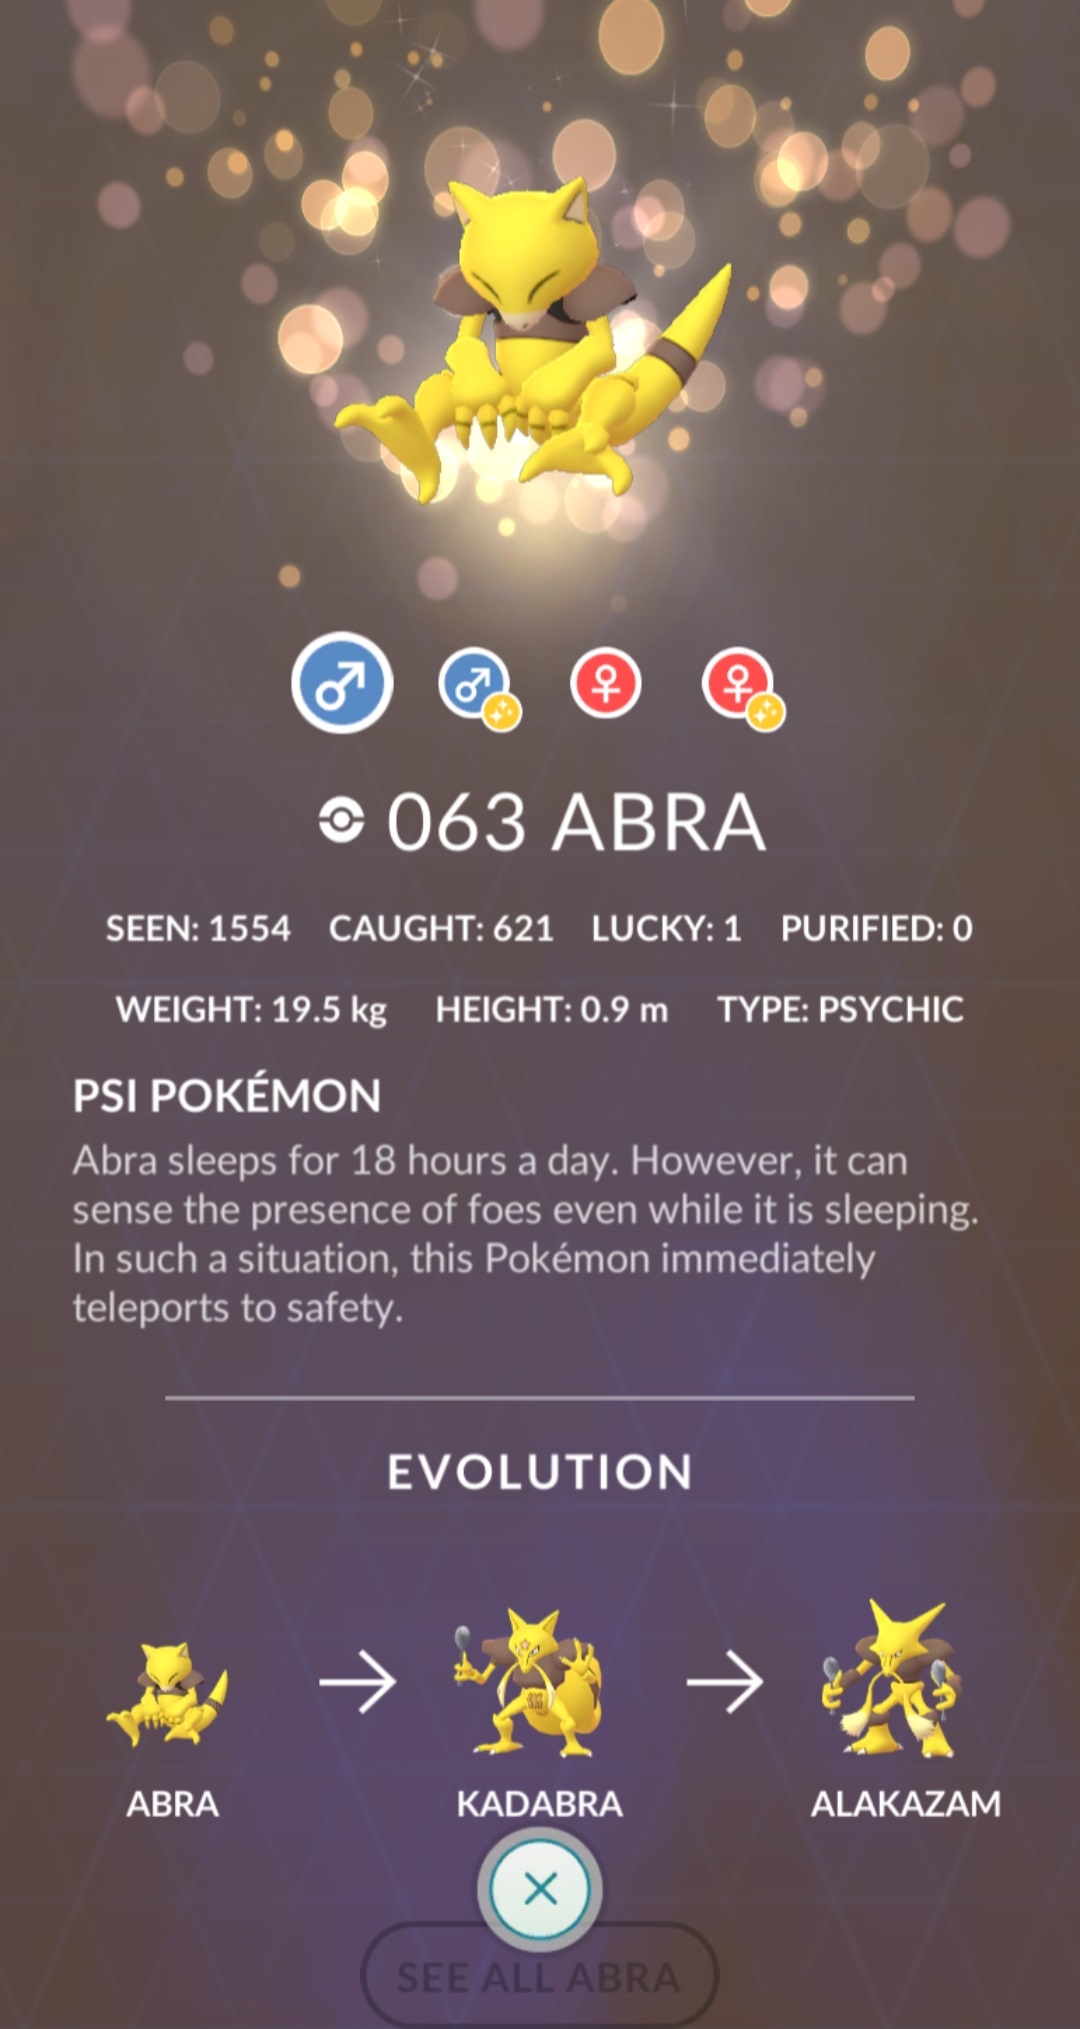 063 ABRA
SEEN: 1554 CAUGHT: 621 LUCKY: 1 PURIFIED: 0
WEIGHT: 19.5 kg HEIGHT: 0.9 m TYPE: PSYCHIC
PSI POKÉMON
Abra sleeps for 18 hours a day. However, it can
sense the presence of foes even while it is sleeping.
In such a situation, this Pokémon immediately
teleports to safety.
EVOLUTION
ABRA KADABRA ALAKAZAM
SEE ALL ABRA